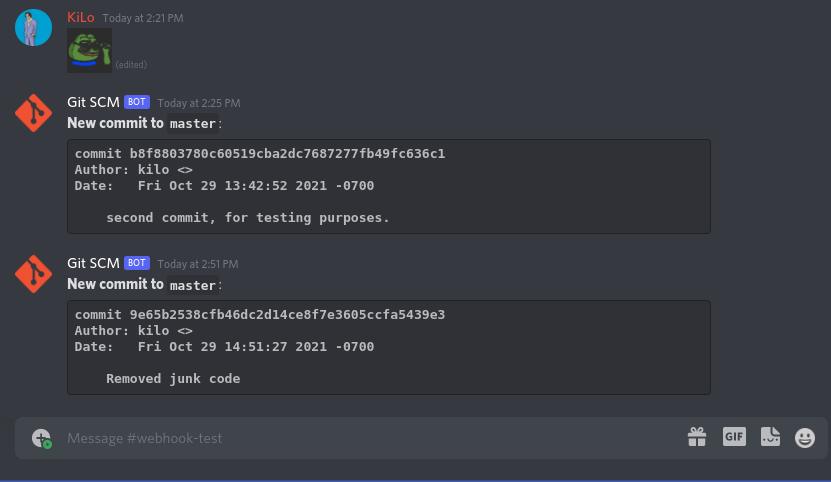 KiLo Today at 2:21 PM
(edited)
Git SCM BOT Today at 2:25 PM
New commit to master:
commit b8f8803780c60519cba2dc7687277fb49fc636c1
Author: kilo <>
Date:   Fri Oct 29 13:42:52 2021 -0700
second commit, for testing purposes.
Git SCM BOT Today at 2:51 PM
New commit to master:
commit 9e65b2538cfb46dc2d14ce8f7e3605ccfa5439e3
Author: kilo <>
Date:   Fri Oct 29 14:51:27 2021 -0700
Removed junk code
Message #webhook-test GIF